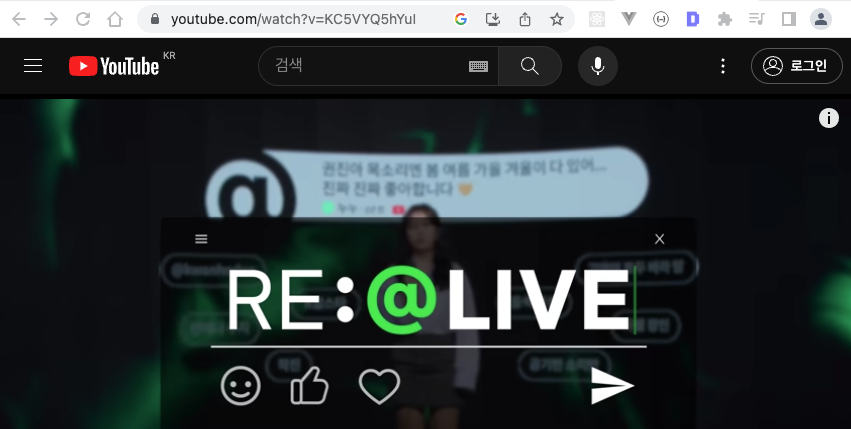 youtube.com/watch?v=KC5VYQ5hYuI
YouTube KR
검색
로그인
권진아 목소리엔 봄 여름 가을 겨울이 다 있어...
진짜 진짜 좋아합니다 🧡
@
RE:@LIVE